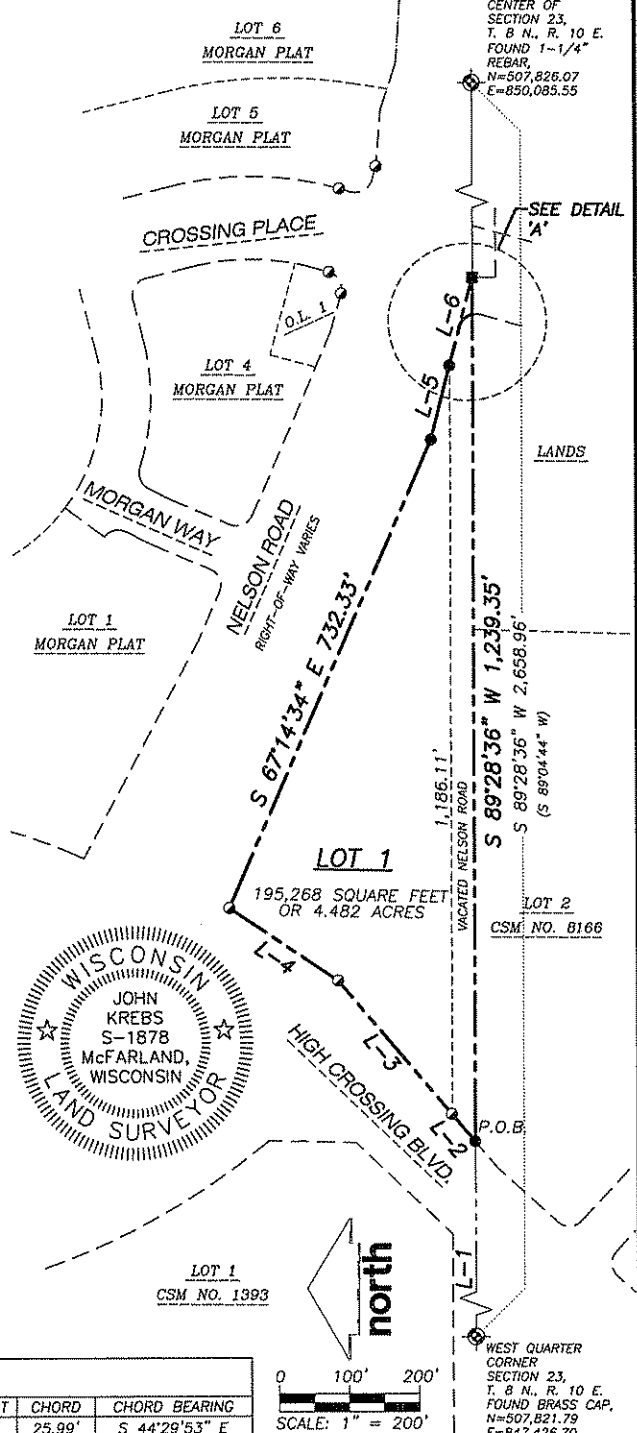 CENTER OF
SECTION 23,
T. 8 N., R. 10 E.
FOUND 1-1/4"
REBAR,
N=507,826.07
E=850,085.55
LOT 6
MORGAN PLAT
LOT 5
MORGAN PLAT
CROSSING PLACE
SEE DETAIL
'A'
O.L. 1
LOT 4
MORGAN PLAT
L-6
L-5
LANDS
MORGAN WAY
NELSON ROAD
RIGHT-OF-WAY VARIES
LOT 1
MORGAN PLAT
S 67°14'34" E 732.33'
1,186.11'
VACATED NELSON ROAD
S 89°28'36" W 1,239.35'
S 89°28'36" W 2,658.96'
(S 89°04'44" W)
LOT 1
195,268 SQUARE FEET
OR 4.482 ACRES
LOT 2
CSM NO. 8166
L-4
L-3
L-2
P.O.B.
HIGH CROSSING BLVD.
WISCONSIN
JOHN
KREBS
S-1878
McFARLAND,
WISCONSIN
LAND SURVEYOR
L-1
LOT 1
CSM NO. 1393
north
WEST QUARTER
CORNER
SECTION 23,
T. 8 N., R. 10 E.
FOUND BRASS CAP,
N=507,821.79
E=847,426.70
T CHORD CHORD BEARING
25.99' S 44°29'53" E
0 100' 200'
SCALE: 1" = 200'